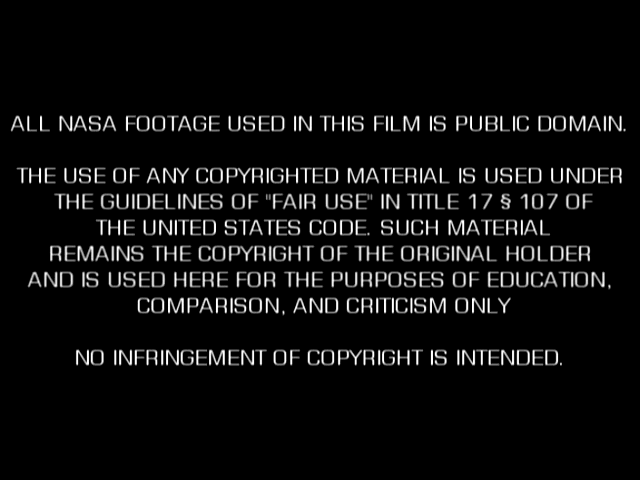 ALL NASA FOOTAGE USED IN THIS FILM IS PUBLIC DOMAIN.
THE USE OF ANY COPYRIGHTED MATERIAL IS USED UNDER
THE GUIDELINES OF "FAIR USE" IN TITLE 17 § 107 OF
THE UNITED STATES CODE. SUCH MATERIAL
REMAINS THE COPYRIGHT OF THE ORIGINAL HOLDER
AND IS USED HERE FOR THE PURPOSES OF EDUCATION,
COMPARISON, AND CRITICISM ONLY
NO INFRINGEMENT OF COPYRIGHT IS INTENDED.